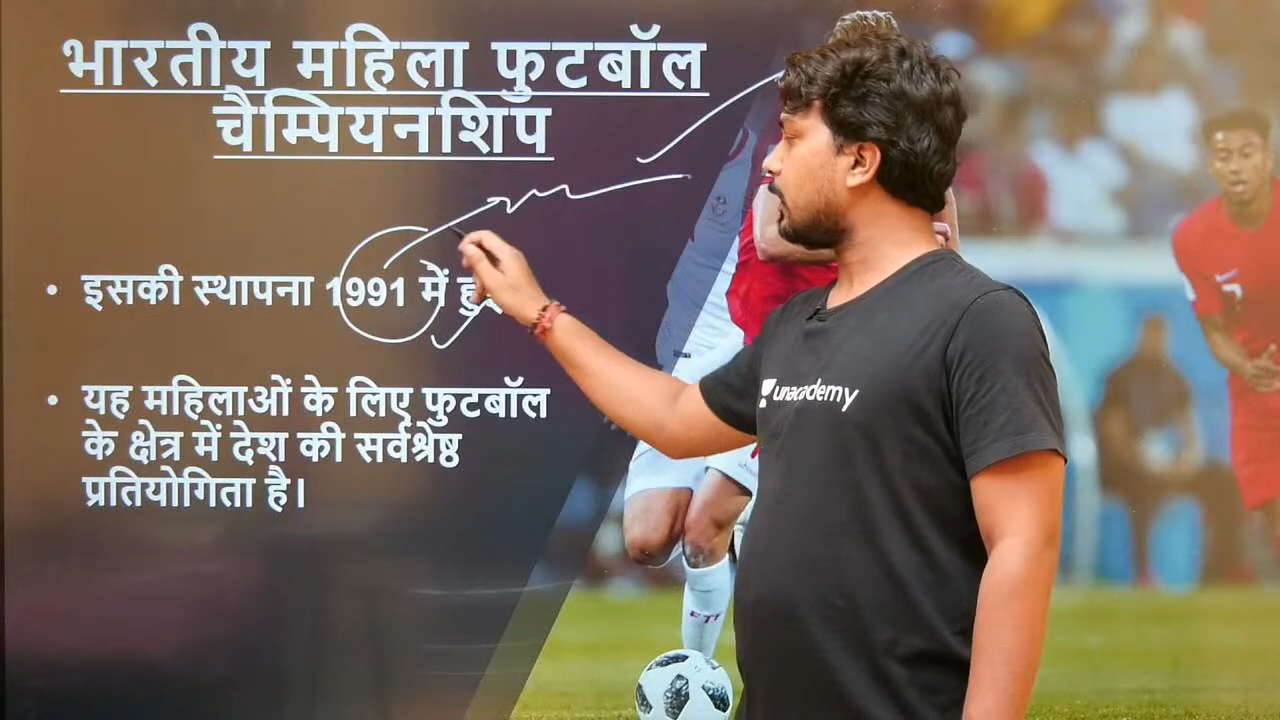 भारतीय महिला फुटबॉल
चैम्पियनशिप
• इसकी स्थापना 1991 में
• यह महिलाओं के लिए फुटबॉल
के क्षेत्र में देश की सर्वश्रेष्ठ
प्रतियोगिता है।
unacademy